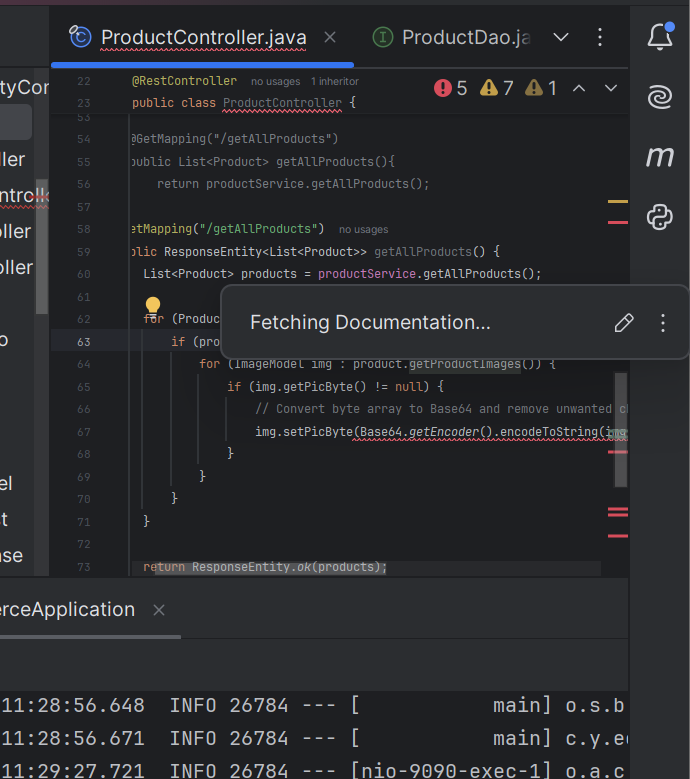 ProductController.java
ProductDao.ja
22 @RestController no usages 1 inheritor
23 public class ProductController {
5 7 1
53
54 @GetMapping("/getAllProducts")
55 public List<Product> getAllProducts(){
56 return productService.getAllProducts();
57
58 etMapping("/getAllProducts") no usages
59 blic ResponseEntity<List<Product>> getAllProducts() {
60 List<Product> products = productService.getAllProducts();
61
62 for (Produc
63 if (pro
64 for (ImageModel img : product.getProductImages()) {
65 if (img.getPicByte() != null) {
66 // Convert byte array to Base64 and remove unwanted c
67 img.setPicByte(Base64.getEncoder().encodeToString(img
68 }
69 }
70 }
71 }
72
73 return ResponseEntity.ok(products);
Fetching Documentation...
m
tyCor
ller
ntrolle
oller
oller
o
el
st
nse
erceApplication
11:28:56.648 INFO 26784 --- [ main] o.s.b
11:28:56.671 INFO 26784 --- [ main] c.y.ec
11:29:27.721 INFO 26784 --- [nio-9090-exec-1] o.a.c